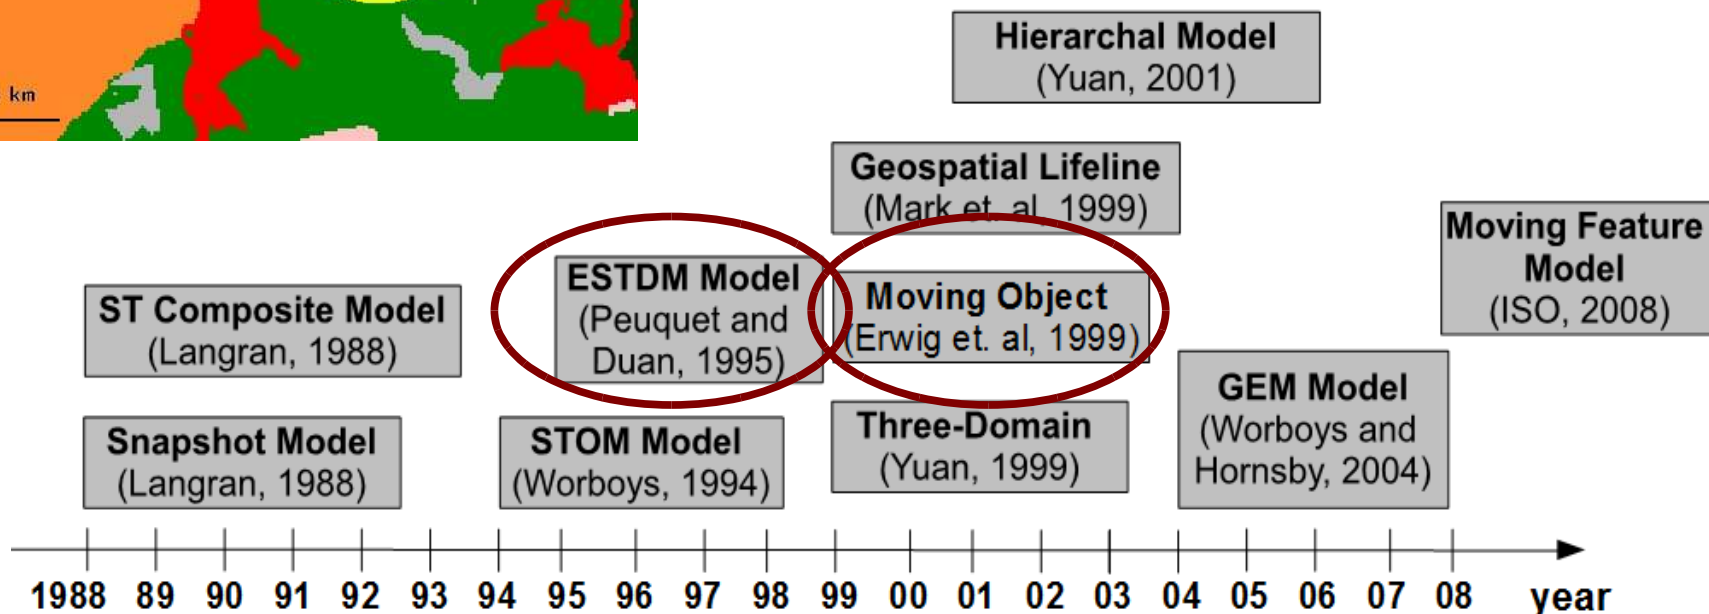 km
Hierarchal Model
(Yuan, 2001)
Geospatial Lifeline
(Mark et. al, 1999)
Moving Feature
Model
(ISO, 2008)
ESTDM Model
(Peuquet and
Duan, 1995)
Moving Object
(Erwig et. al, 1999)
ST Composite Model
(Langran, 1988)
GEM Model
(Worboys and
Hornsby, 2004)
Snapshot Model
(Langran, 1988)
STOM Model
(Worboys, 1994)
Three-Domain
(Yuan, 1999)
1988 89 90 91 92 93 94 95 96 97 98 99 00 01 02 03 04 05 06 07 08 year